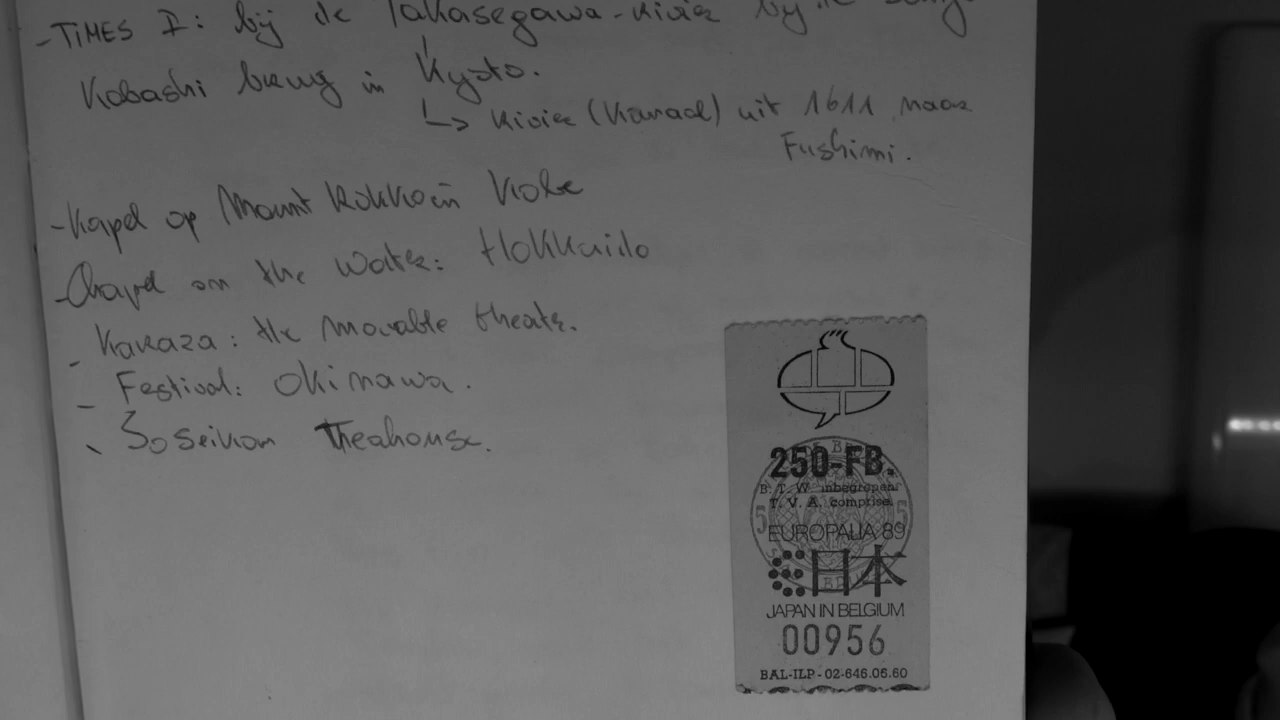 - TIMES I: bij de Takasegawa-rivier bij de
Kobashi brug in Kyoto.
↳ rivier (Kanaal) uit 1611 naar
Fushimi.
- Kapel op Mount Rokko in Kobe
- Chapel on the Water: Hokkaido
- Karaza: the movable theatr.
- Festival: Okinawa.
- Soseikan Theahouse.
250-FB.
B. T. W. inbegrepen
T. V. A. comprise.
EUROPALIA 89
日本
JAPAN IN BELGIUM
00956
BAL-ILP - 02-646.06.60